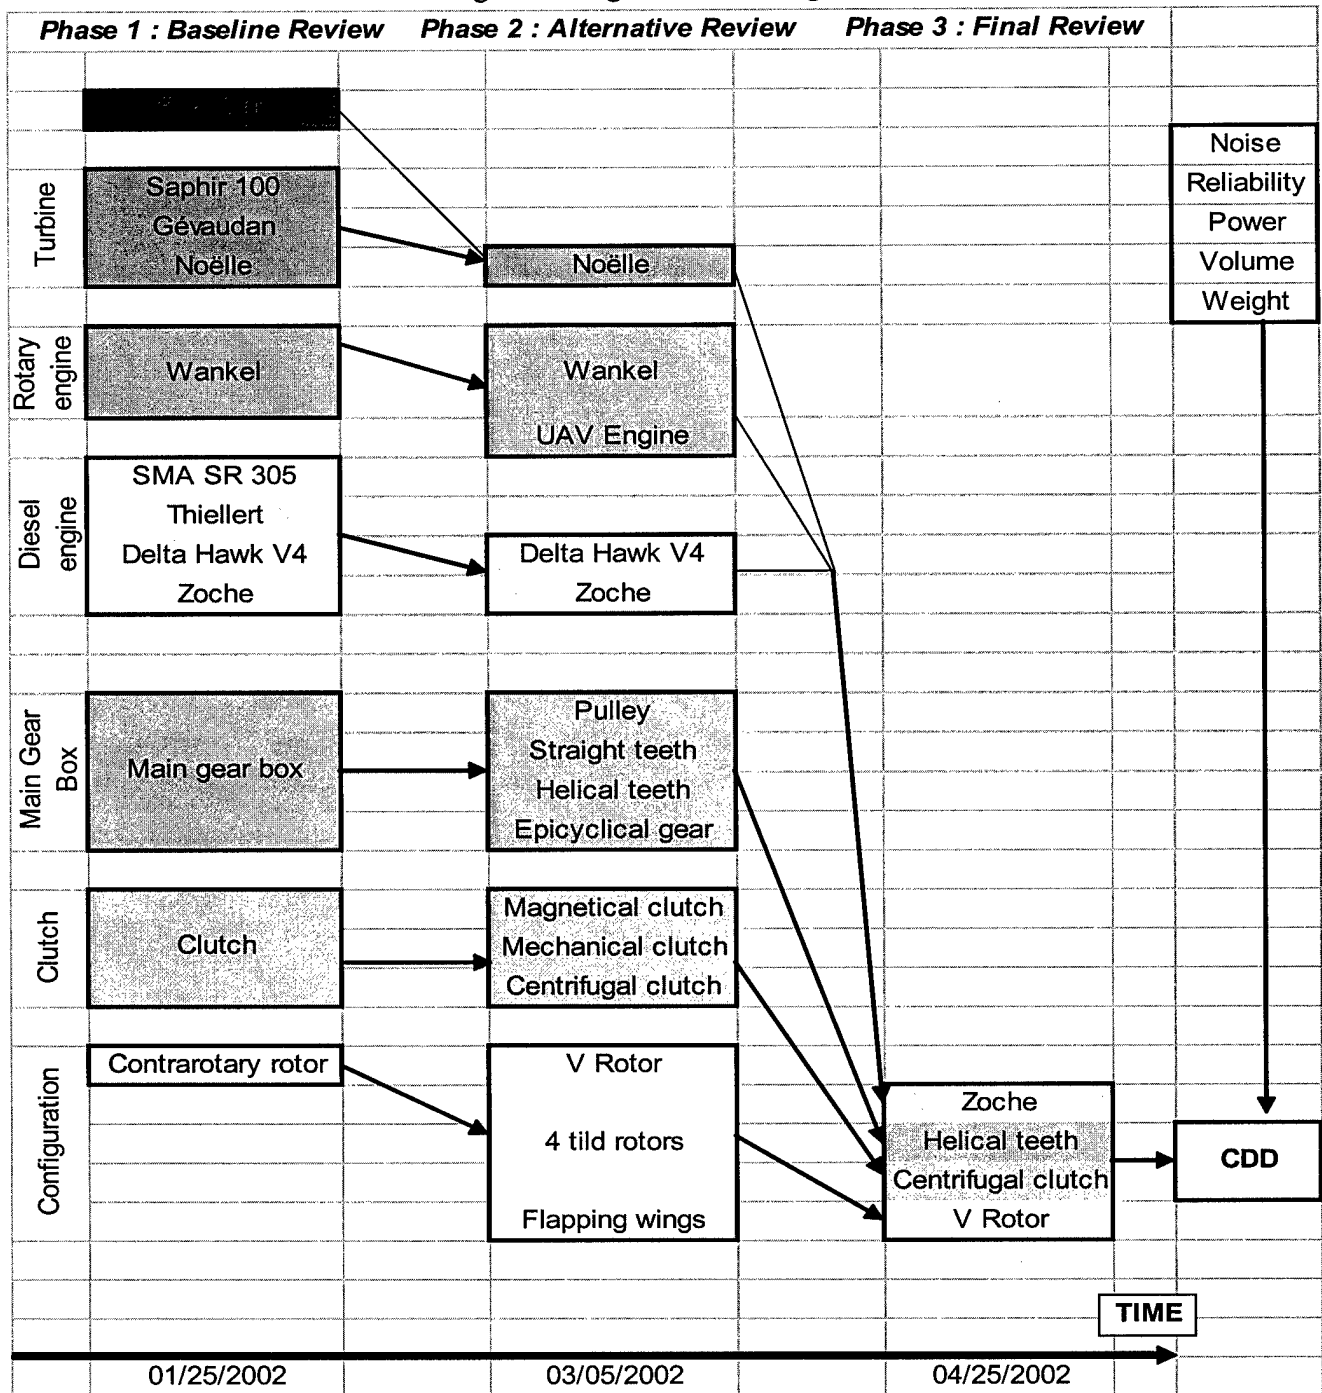 Phase 1 : Baseline Review Phase 2 : Alternative Review Phase 3 : Final Review
Noise
Reliability
Power
Volume
Weight
Turbine
Saphir 100
Gévaudan
Noëlle
Noëlle
Rotary
engine
Wankel
Wankel
UAV Engine
Diesel
engine
SMA SR 305
Thiellert
Delta Hawk V4
Zoche
Delta Hawk V4
Zoche
Main Gear
Box
Main gear box
Pulley
Straight teeth
Helical teeth
Epicyclical gear
Clutch
Clutch
Magnetical clutch
Mechanical clutch
Centrifugal clutch
Configuration
Contrarotary rotor
V Rotor
4 tild rotors
Flapping wings
Zoche
Helical teeth
Centrifugal clutch
V Rotor
CDD
TIME
01/25/2002 03/05/2002 04/25/2002